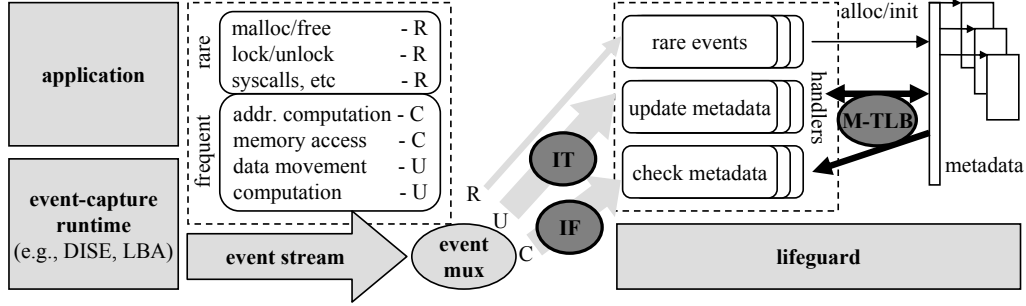 application
event-capture
runtime
(e.g., DISE, LBA)
rare
malloc/free - R
lock/unlock - R
syscalls, etc - R
frequent
addr. computation - C
memory access - C
data movement - U
computation - U
event stream
event
mux
R
U
C
IT
IF
rare events
update metadata
check metadata
handlers
alloc/init
M-TLB
metadata
lifeguard